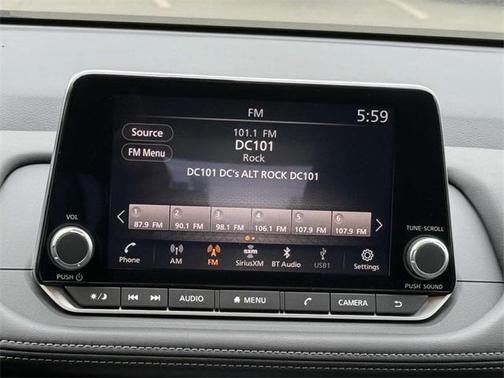 FM
5:59
Source
101.1 FM
FM Menu
DC101
Rock
DC101 DC's ALT ROCK DC101
1 2 3 4 5 6
87.9 FM 90.1 FM 98.1 FM 106.1 FM 107.9 FM 107.9 FM
VOL
TUNE·SCROLL
Phone AM FM SiriusXM BT Audio USB1 Settings
PUSH
PUSH SOUND
AUDIO MENU CAMERA